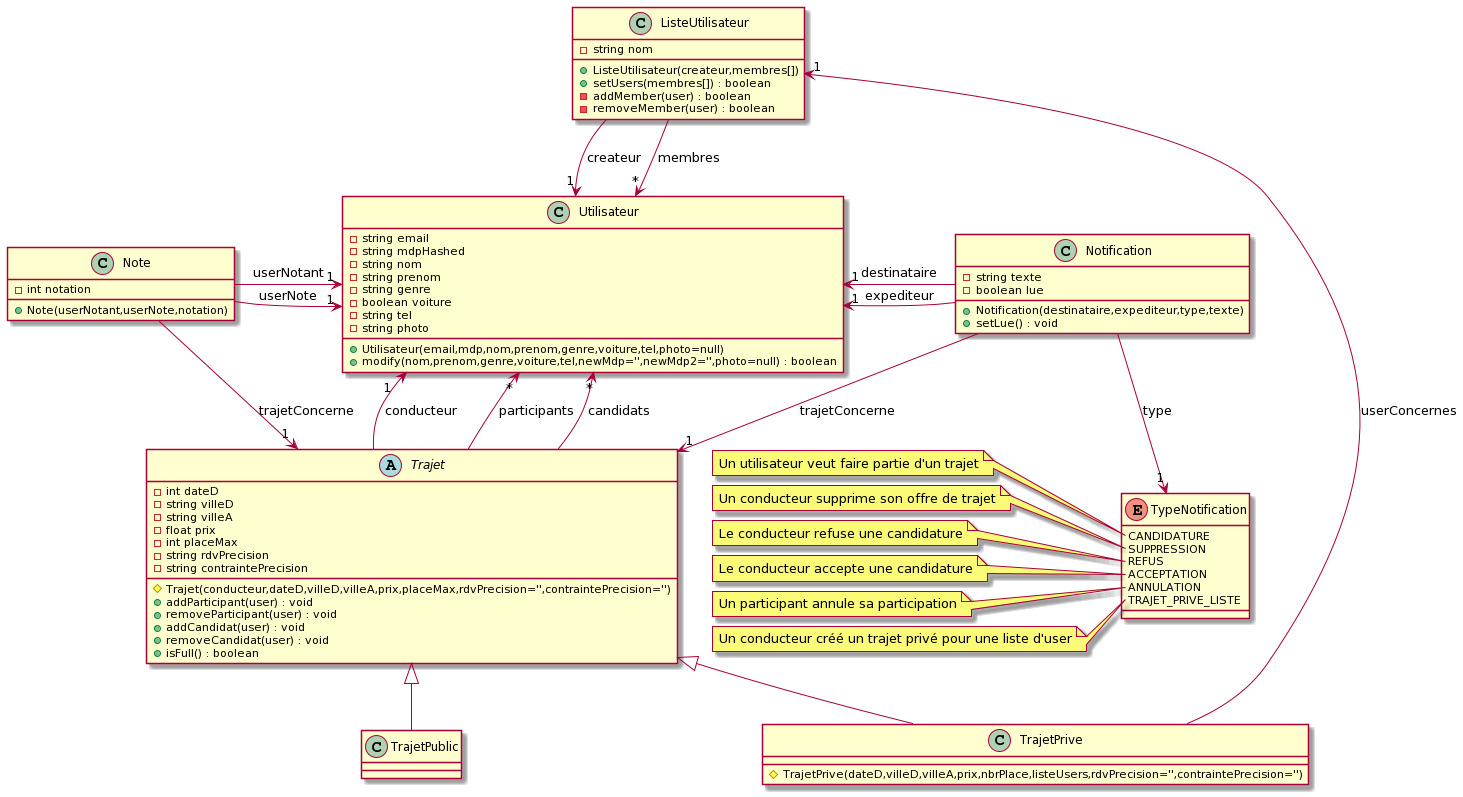 C ListeUtilisateur
string nom
ListeUtilisateur(createur,membres[])
setUsers(membres[]) : boolean
addMember(user) : boolean
removeMember(user) : boolean
1
createur
membres
1
*
C Utilisateur
string email
string mdpHashed
string nom
string prenom
string genre
boolean voiture
string tel
string photo
Utilisateur(email,mdp,nom,prenom,genre,voiture,tel,photo=null)
modify(nom,prenom,genre,voiture,tel,newMdp='',newMdp2='',photo=null) : boolean
C Note
int notation
Note(userNotant,userNote,notation)
userNotant
1
userNote
1
C Notification
string texte
boolean lue
Notification(destinataire,expediteur,type,texte)
setLue() : void
destinataire
1
expediteur
1
trajetConcerne
1
1
conducteur
*
participants
*
candidats
trajetConcerne
1
type
1
userConcernes
A Trajet
int dateD
string villeD
string villeA
float prix
int placeMax
string rdvPrecision
string contraintePrecision
Trajet(conducteur,dateD,villeD,villeA,prix,placeMax,rdvPrecision='',contraintePrecision='')
addParticipant(user) : void
removeParticipant(user) : void
addCandidat(user) : void
removeCandidat(user) : void
isFull() : boolean
Un utilisateur veut faire partie d'un trajet
Un conducteur supprime son offre de trajet
Le conducteur refuse une candidature
Le conducteur accepte une candidature
Un participant annule sa participation
Un conducteur créé un trajet privé pour une liste d'user
E TypeNotification
CANDIDATURE
SUPPRESSION
REFUS
ACCEPTATION
ANNULATION
TRAJET_PRIVE_LISTE
C TrajetPublic
C TrajetPrive
TrajetPrive(dateD,villeD,villeA,prix,nbrPlace,listeUsers,rdvPrecision='',contraintePrecision='')